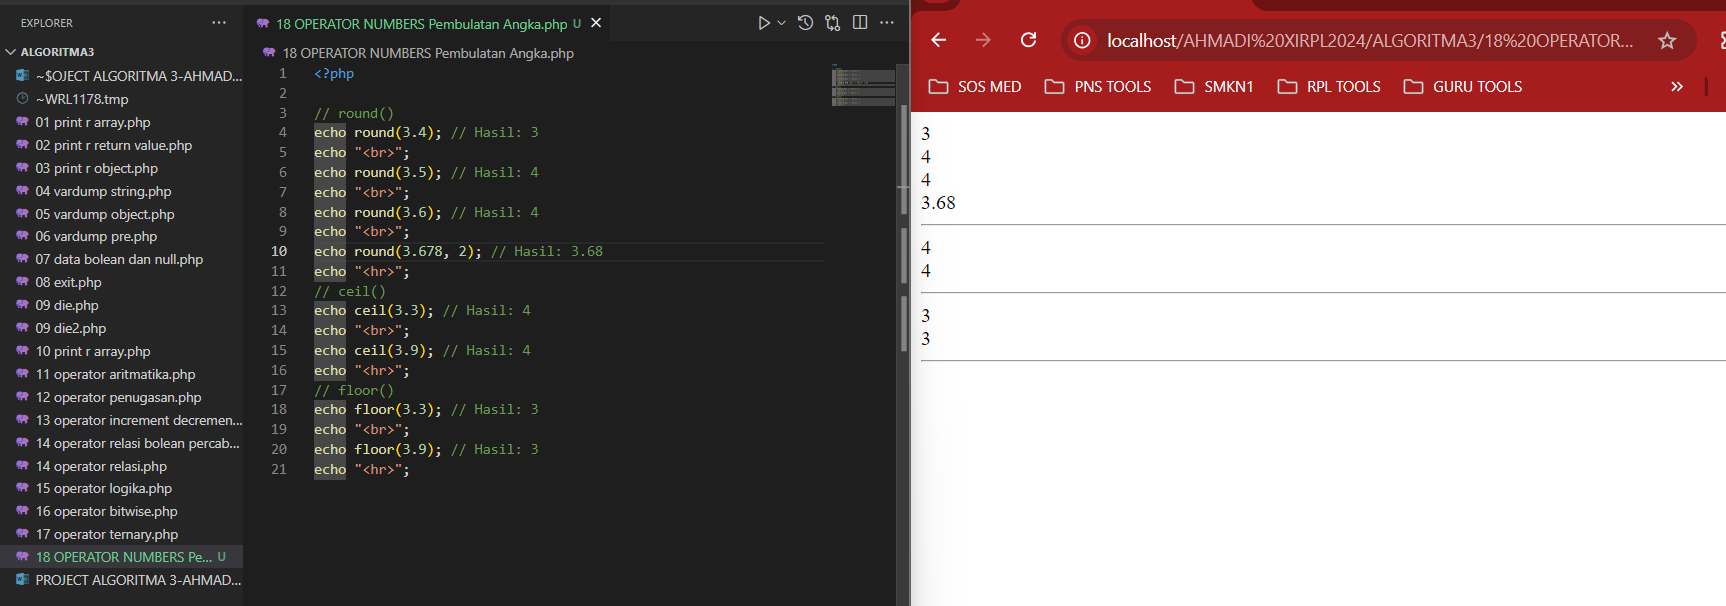 EXPLORER
ALGORITMA3
~$OJECT ALGORITMA 3-AHMAD...
~WRL1178.tmp
01 print r array.php
02 print r return value.php
03 print r object.php
04 vardump string.php
05 vardump object.php
06 vardump pre.php
07 data bolean dan null.php
08 exit.php
09 die.php
09 die2.php
10 print r array.php
11 operator aritmatika.php
12 operator penugasan.php
13 operator increment decremen...
14 operator relasi bolean percab...
14 operator relasi.php
15 operator logika.php
16 operator bitwise.php
17 operator ternary.php
18 OPERATOR NUMBERS Pe... U
PROJECT ALGORITMA 3-AHMAD...
18 OPERATOR NUMBERS Pembulatan Angka.php U
18 OPERATOR NUMBERS Pembulatan Angka.php
1 <?php
2
3 // round()
4 echo round(3.4); // Hasil: 3
5 echo "<br>";
6 echo round(3.5); // Hasil: 4
7 echo "<br>";
8 echo round(3.6); // Hasil: 4
9 echo "<br>";
10 echo round(3.678, 2); // Hasil: 3.68
11 echo "<hr>";
12 // ceil()
13 echo ceil(3.3); // Hasil: 4
14 echo "<br>";
15 echo ceil(3.9); // Hasil: 4
16 echo "<hr>";
17 // floor()
18 echo floor(3.3); // Hasil: 3
19 echo "<br>";
20 echo floor(3.9); // Hasil: 3
21 echo "<hr>";
localhost/AHMADI%20XIRPL2024/ALGORITMA3/18%20OPERATOR...
SOS MED PNS TOOLS SMKN1 RPL TOOLS GURU TOOLS
3
4
4
3.68
4
4
3
3